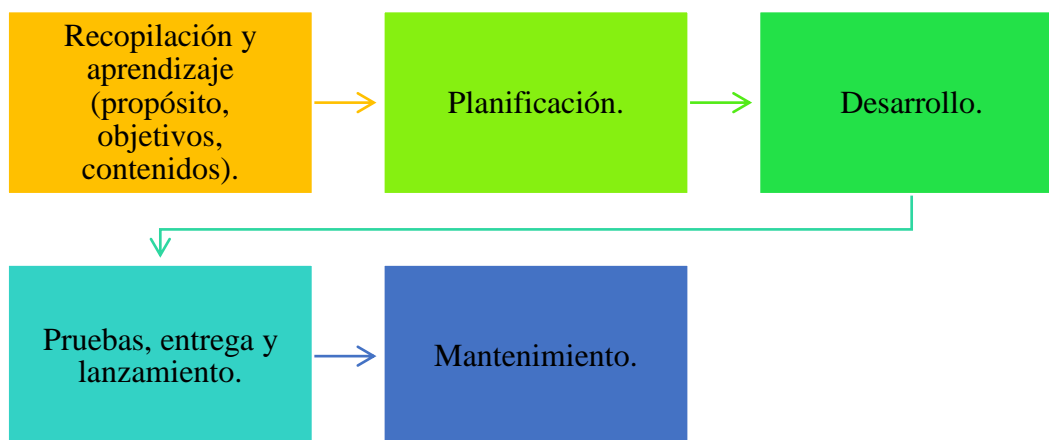 Recopilación y
aprendizaje
(propósito,
objetivos,
contenidos).
Planificación.
Desarrollo.
Pruebas, entrega y
lanzamiento.
Mantenimiento.